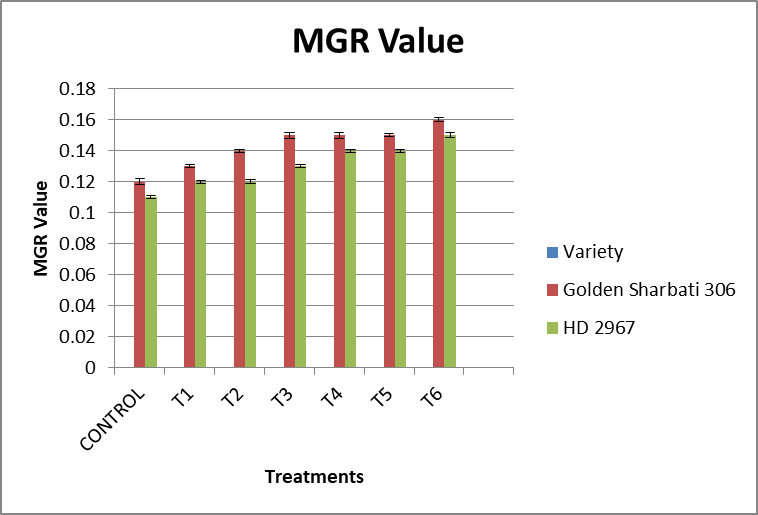 MGR Value
0.18
0.16
0.14
0.12
0.1
0.08
0.06
0.04
0.02
0
MGR Value
CONTROL
T1
T2
T3
T4
T5
T6
Treatments
Variety
Golden Sharbati 306
HD 2967